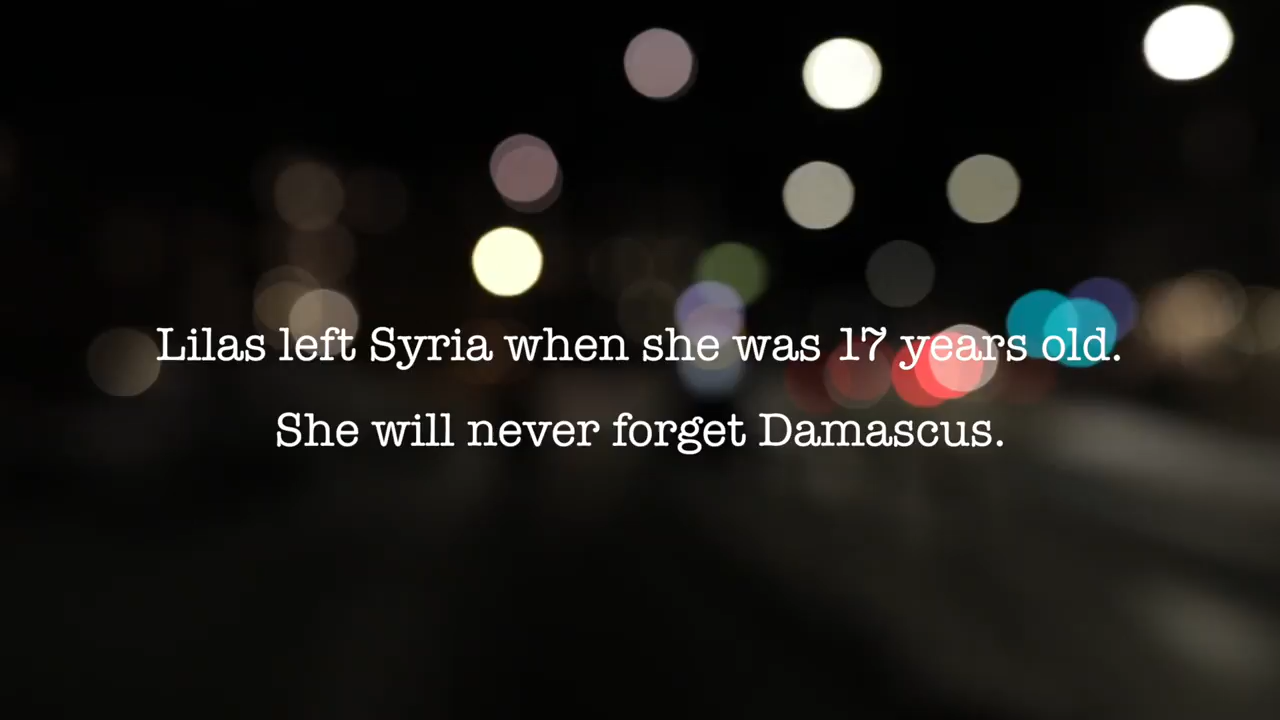 Lilas left Syria when she was 17 years old.
She will never forget Damascus.